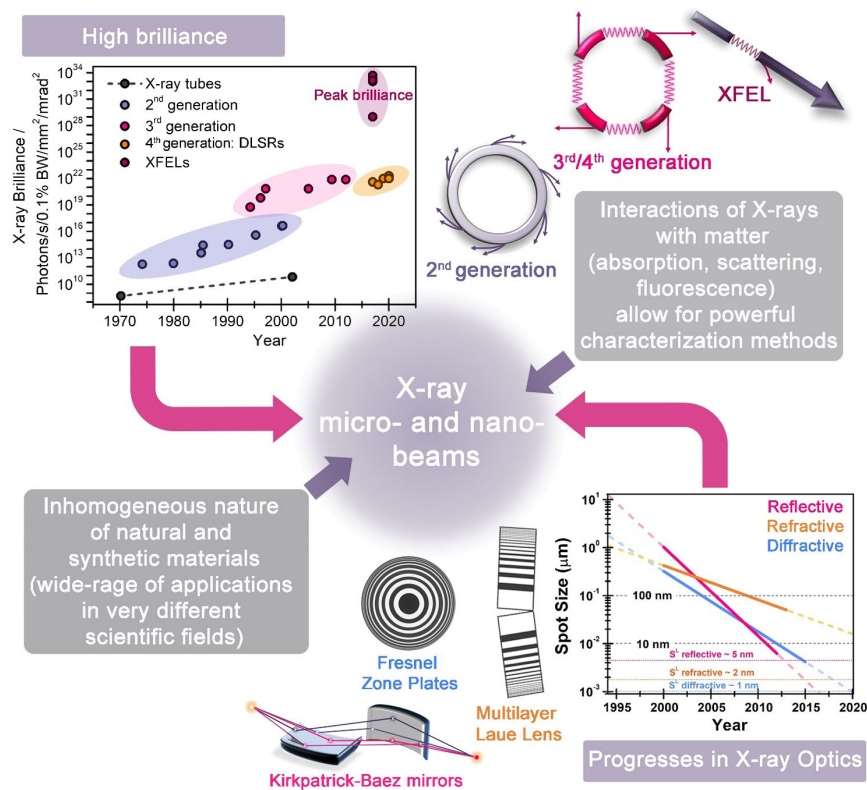 High brilliance
X-ray Brilliance /
Photons/s/0.1% BW/mm²/mrad²
10³⁴
10³¹
10²⁸
10²⁵
10²²
10¹⁹
10¹⁶
10¹³
10¹⁰
X-ray tubes
2ⁿᵈ generation
3ʳᵈ generation
4ᵗʰgeneration: DLSRs
XFELs
Peak brilliance
1970 1980 1990 2000 2010 2020
Year
XFEL
3ʳᵈ/4ᵗʰ generation
2ⁿᵈ generation
Interactions of X-rays
with matter
(absorption, scattering,
fluorescence)
allow for powerful
characterization methods
X-ray
micro- and nano-
beams
Inhomogeneous nature
of natural and
synthetic materials
(wide-rage of applications
in very different
scientific fields)
Fresnel
Zone Plates
Multilayer
Laue Lens
Kirkpatrick-Baez mirrors
Spot Size (µm)
10¹
10⁰
10⁻¹
10⁻²
10⁻³
Reflective
Refractive
Diffractive
100 nm
10 nm
Sᴸ reflective ~ 5 nm
Sᴸ refractive ~ 2 nm
Sᴸ diffractive ~ 1 nm
1995 2000 2005 2010 2015 2020
Year
Progresses in X-ray Optics